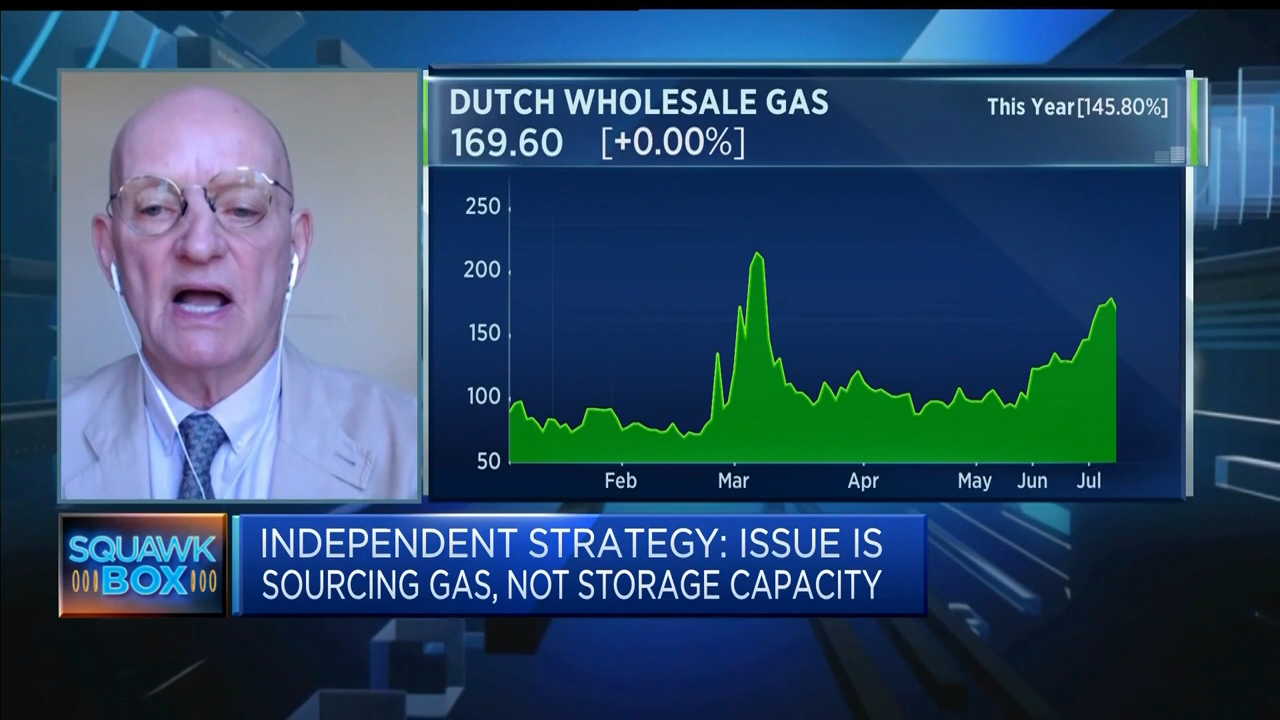 DUTCH WHOLESALE GAS
This Year[145.80%]
169.60 [+0.00%]
250
200
150
100
50
Feb Mar Apr May Jun Jul
SQUAWK
BOX
INDEPENDENT STRATEGY: ISSUE IS
SOURCING GAS, NOT STORAGE CAPACITY